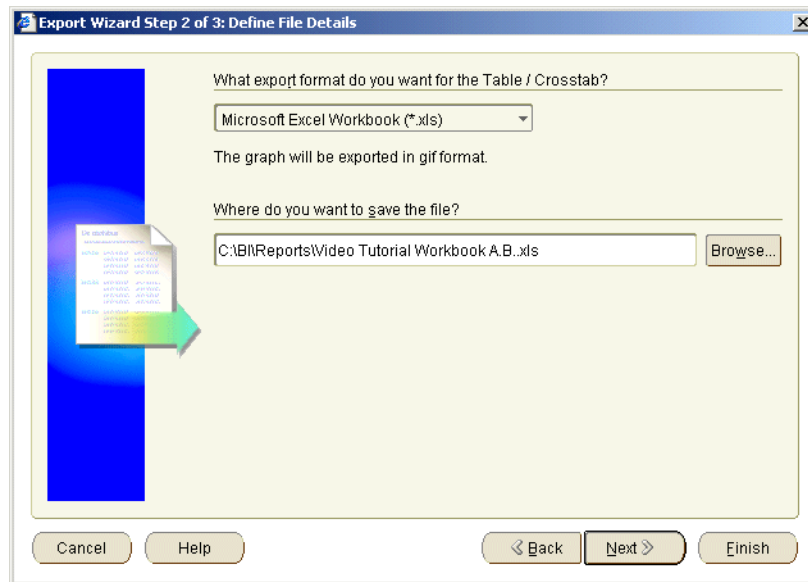 Export Wizard Step 2 of 3: Define File Details
What export format do you want for the Table / Crosstab?
Microsoft Excel Workbook (*.xls)
The graph will be exported in gif format.
Where do you want to save the file?
C:\BI\Reports\Video Tutorial Workbook A.B..xls
Browse...
Cancel
Help
Back
Next
Finish